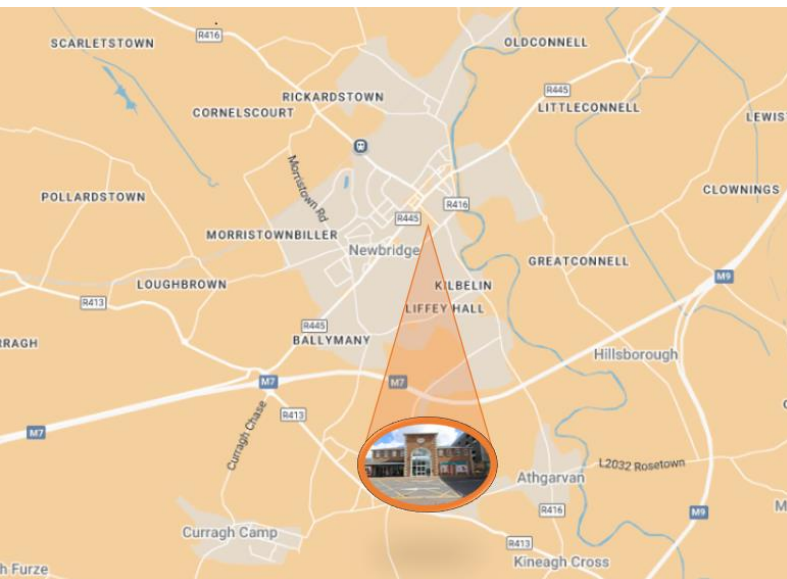 R416
SCARLETSTOWN
OLDCONNELL
RICKARDSTOWN
R445
CORNELSCOURT
LITTLECONNELL
LEWIS
Morristown Rd
POLLARDSTOWN
CLOWNINGS
R445
R416
MORRISTOWNBILLER
Newbridge
GREATCONNELL
M9
LOUGHBROWN
KILBELIN
R413
LIFFEY HALL
R445
RRAGH
BALLYMANY
Hillsborough
M7
M7
R413
Curragh Chase
M7
L2032 Rosetown
Athgarvan
R416
M9
M
Curragh Camp
R413
Kineagh Cross
h Furze